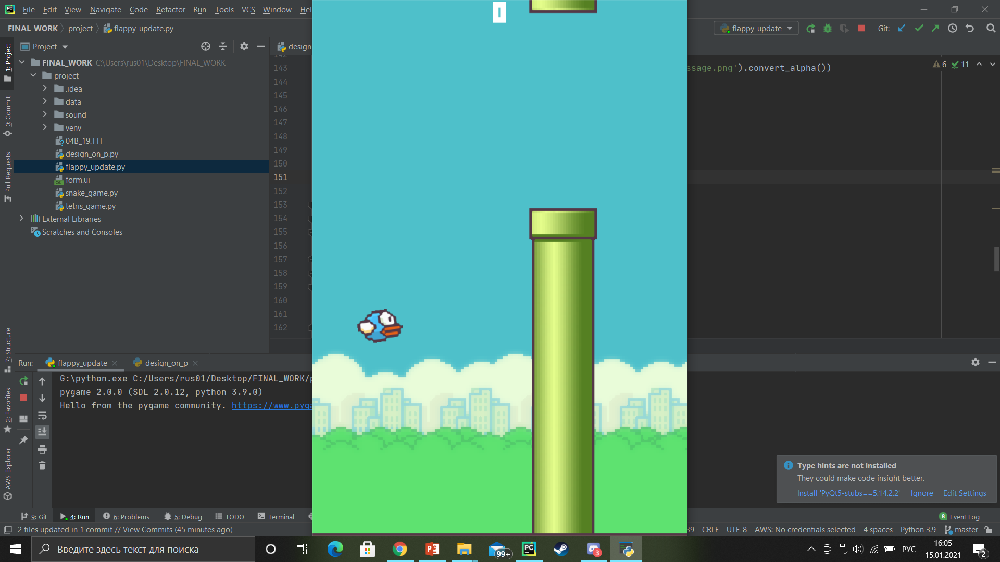 File Edit View Navigate Code Refactor Run Tools VCS Window Hel
FINAL_WORK project flappy_update.py
flappy_update Git:
Project
design_
FINAL_WORK C:\Users\rus01\Desktop\FINAL_WORK
project
.idea
data
sound
venv
04B_19.TTF
design_on_p.py
flappy_update.py
form.ui
snake_game.py
tetris_game.py
External Libraries
Scratches and Consoles
1: Project
0: Commit
Pull Requests
7: Structure
2: Favorites
AWS Explorer
143
144
145
146
147
148
149
150
151
152
153
154
155
156
157
158
159
160
161
162
ssage.png').convert_alpha())
6 11
Run: flappy_update design_on_p
G:\python.exe C:/Users/rus01/Desktop/FINAL_WORK/p
pygame 2.0.0 (SDL 2.0.12, python 3.9.0)
Hello from the pygame community. https://www.pyga
Type hints are not installed
They could make code insight better.
Install 'PyQt5-stubs==5.14.2.2' Ignore Edit Settings
9: Git 4: Run 6: Problems 5: Debug TODO Terminal
8 Event Log
2 files updated in 1 commit // View Commits (45 minutes ago)
39 CRLF UTF-8 AWS: No credentials selected 4 spaces Python 3.9 master
Введите здесь текст для поиска
99+
3
РУС
16:05
15.01.2021
2